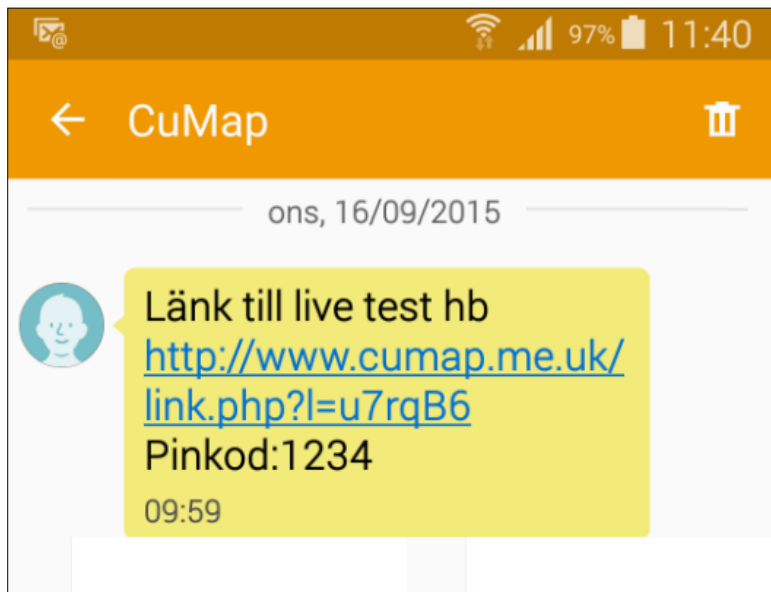 97% 11:40
CuMap
ons, 16/09/2015
Länk till live test hb
http://www.cumap.me.uk/
link.php?l=u7rqB6
Pinkod:1234
09:59